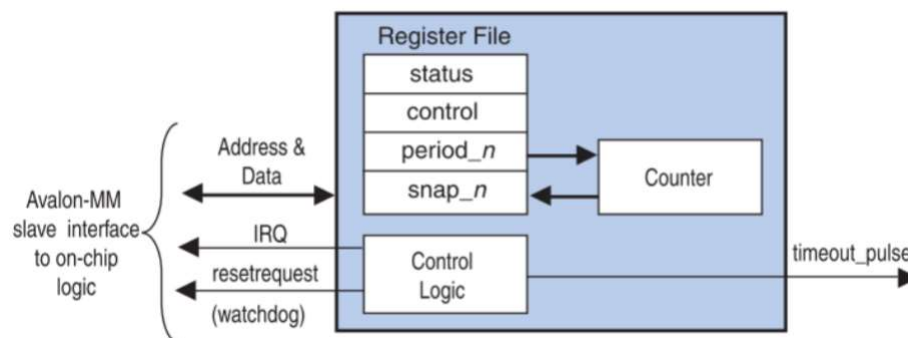 Register File
status
control
period_n
snap_n
Counter
Address &
Data
Avalon-MM
slave interface
to on-chip
logic
IRQ
resetrequest
(watchdog)
Control
Logic
timeout_pulse